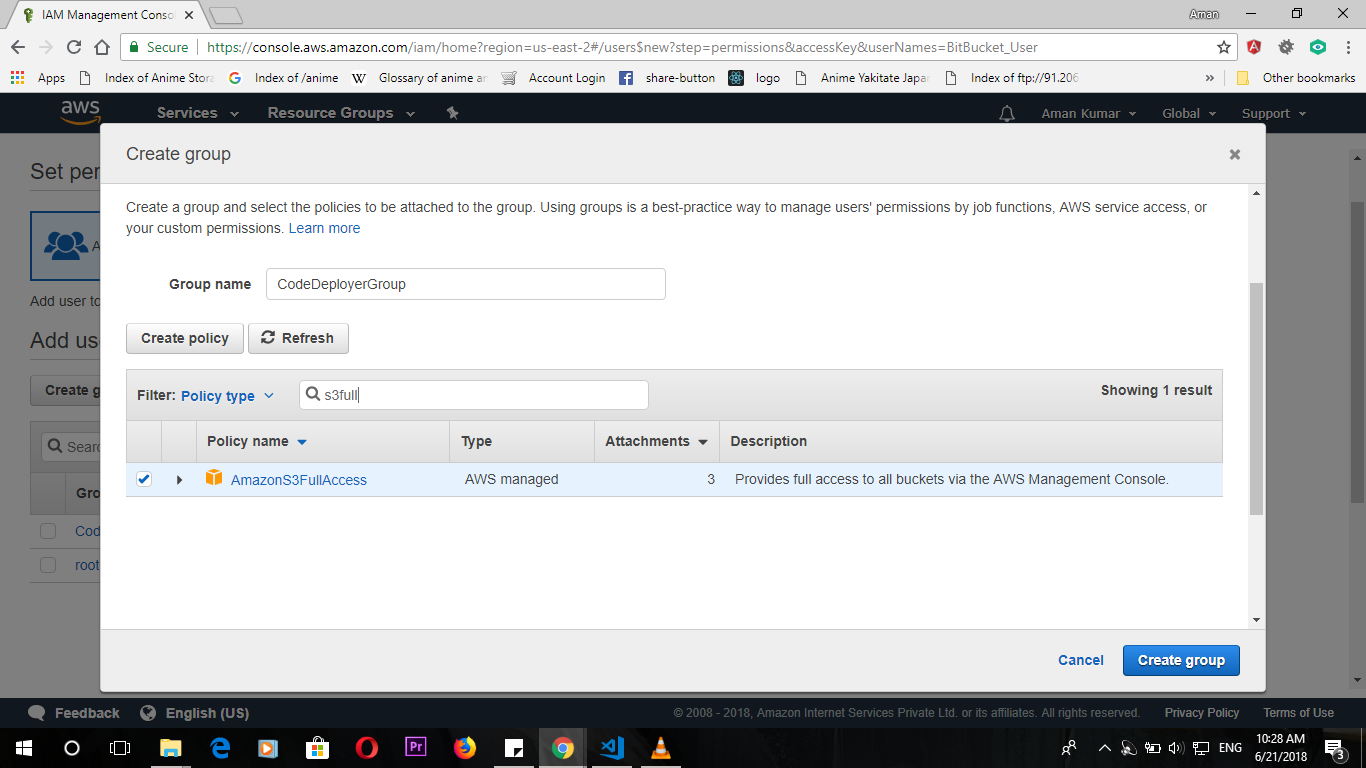 IAM Management Conso
Aman
Secure
https://console.aws.amazon.com/iam/home?region=us-east-2#/users$new?step=permissions&accessKey&userNames=BitBucket_User
Apps
Index of Anime Stora
Index of /anime
Glossary of anime an
Account Login
share-button
logo
Anime Yakitate Japan
Index of ftp://91.206
»
Other bookmarks
aws
Services
Resource Groups
Aman Kumar
Global
Support
Set per
Create group
A
Add user to
Add use
Create g
Sear
Gro
Cod
root
Create a group and select the policies to be attached to the group. Using groups is a best-practice way to manage users' permissions by job functions, AWS service access, or
your custom permissions. Learn more
Group name
CodeDeployerGroup
Create policy
Refresh
Filter: Policy type
s3full
Showing 1 result
Policy name
Type
Attachments
Description
AmazonS3FullAccess
AWS managed
3
Provides full access to all buckets via the AWS Management Console.
Cancel
Create group
Feedback
English (US)
© 2008 - 2018, Amazon Internet Services Private Ltd. or its affiliates. All rights reserved.
Privacy Policy
Terms of Use
Pr
ENG
10:28 AM
6/21/2018
3